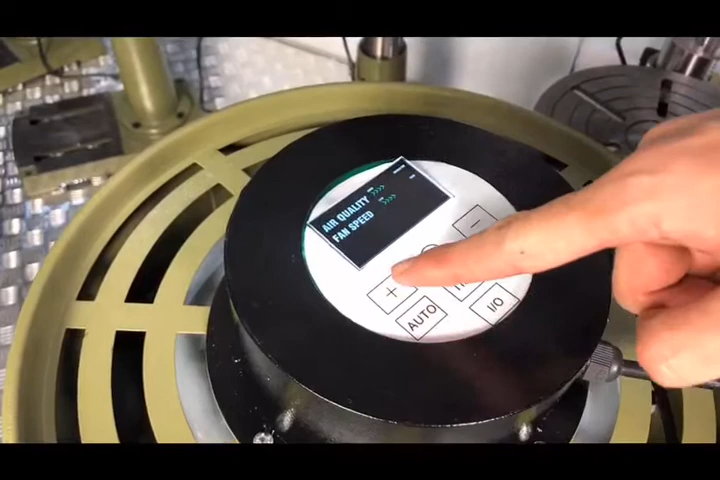 AIR QUALITY >>>>
FAN SPEED >>>>
−
+
AUTO
I/O